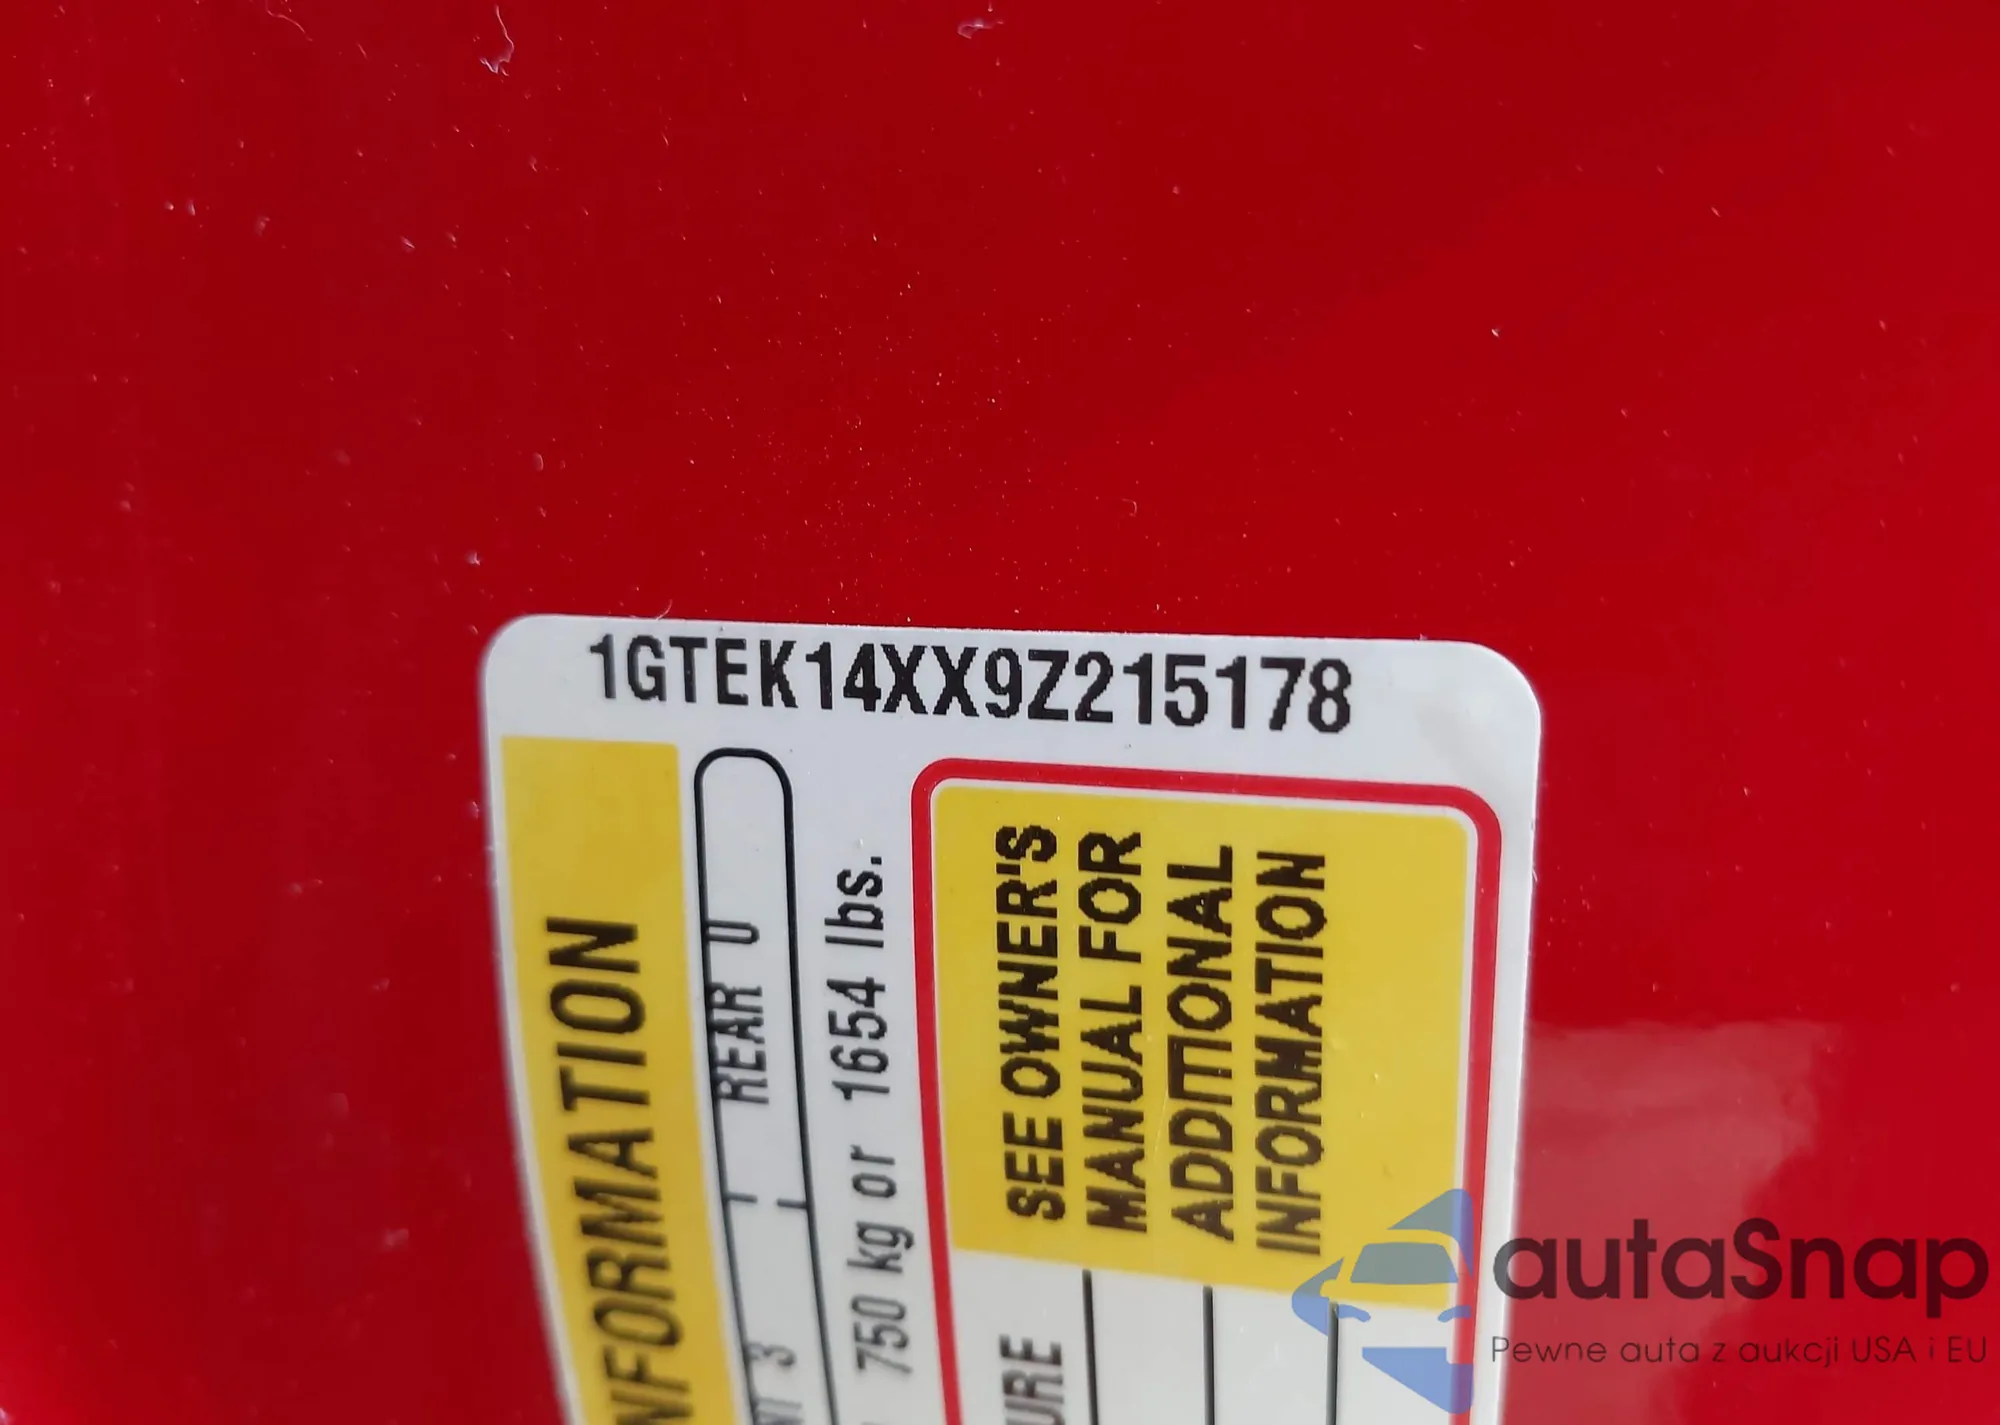 1GTEK14XX9Z215178
INFORMATION
REAR 0
750 kg or 1654 lbs.
SEE OWNER'S
MANUAL FOR
ADDITIONAL
INFORMATION
autaSnap
Pewne auta z aukcji USA i EU